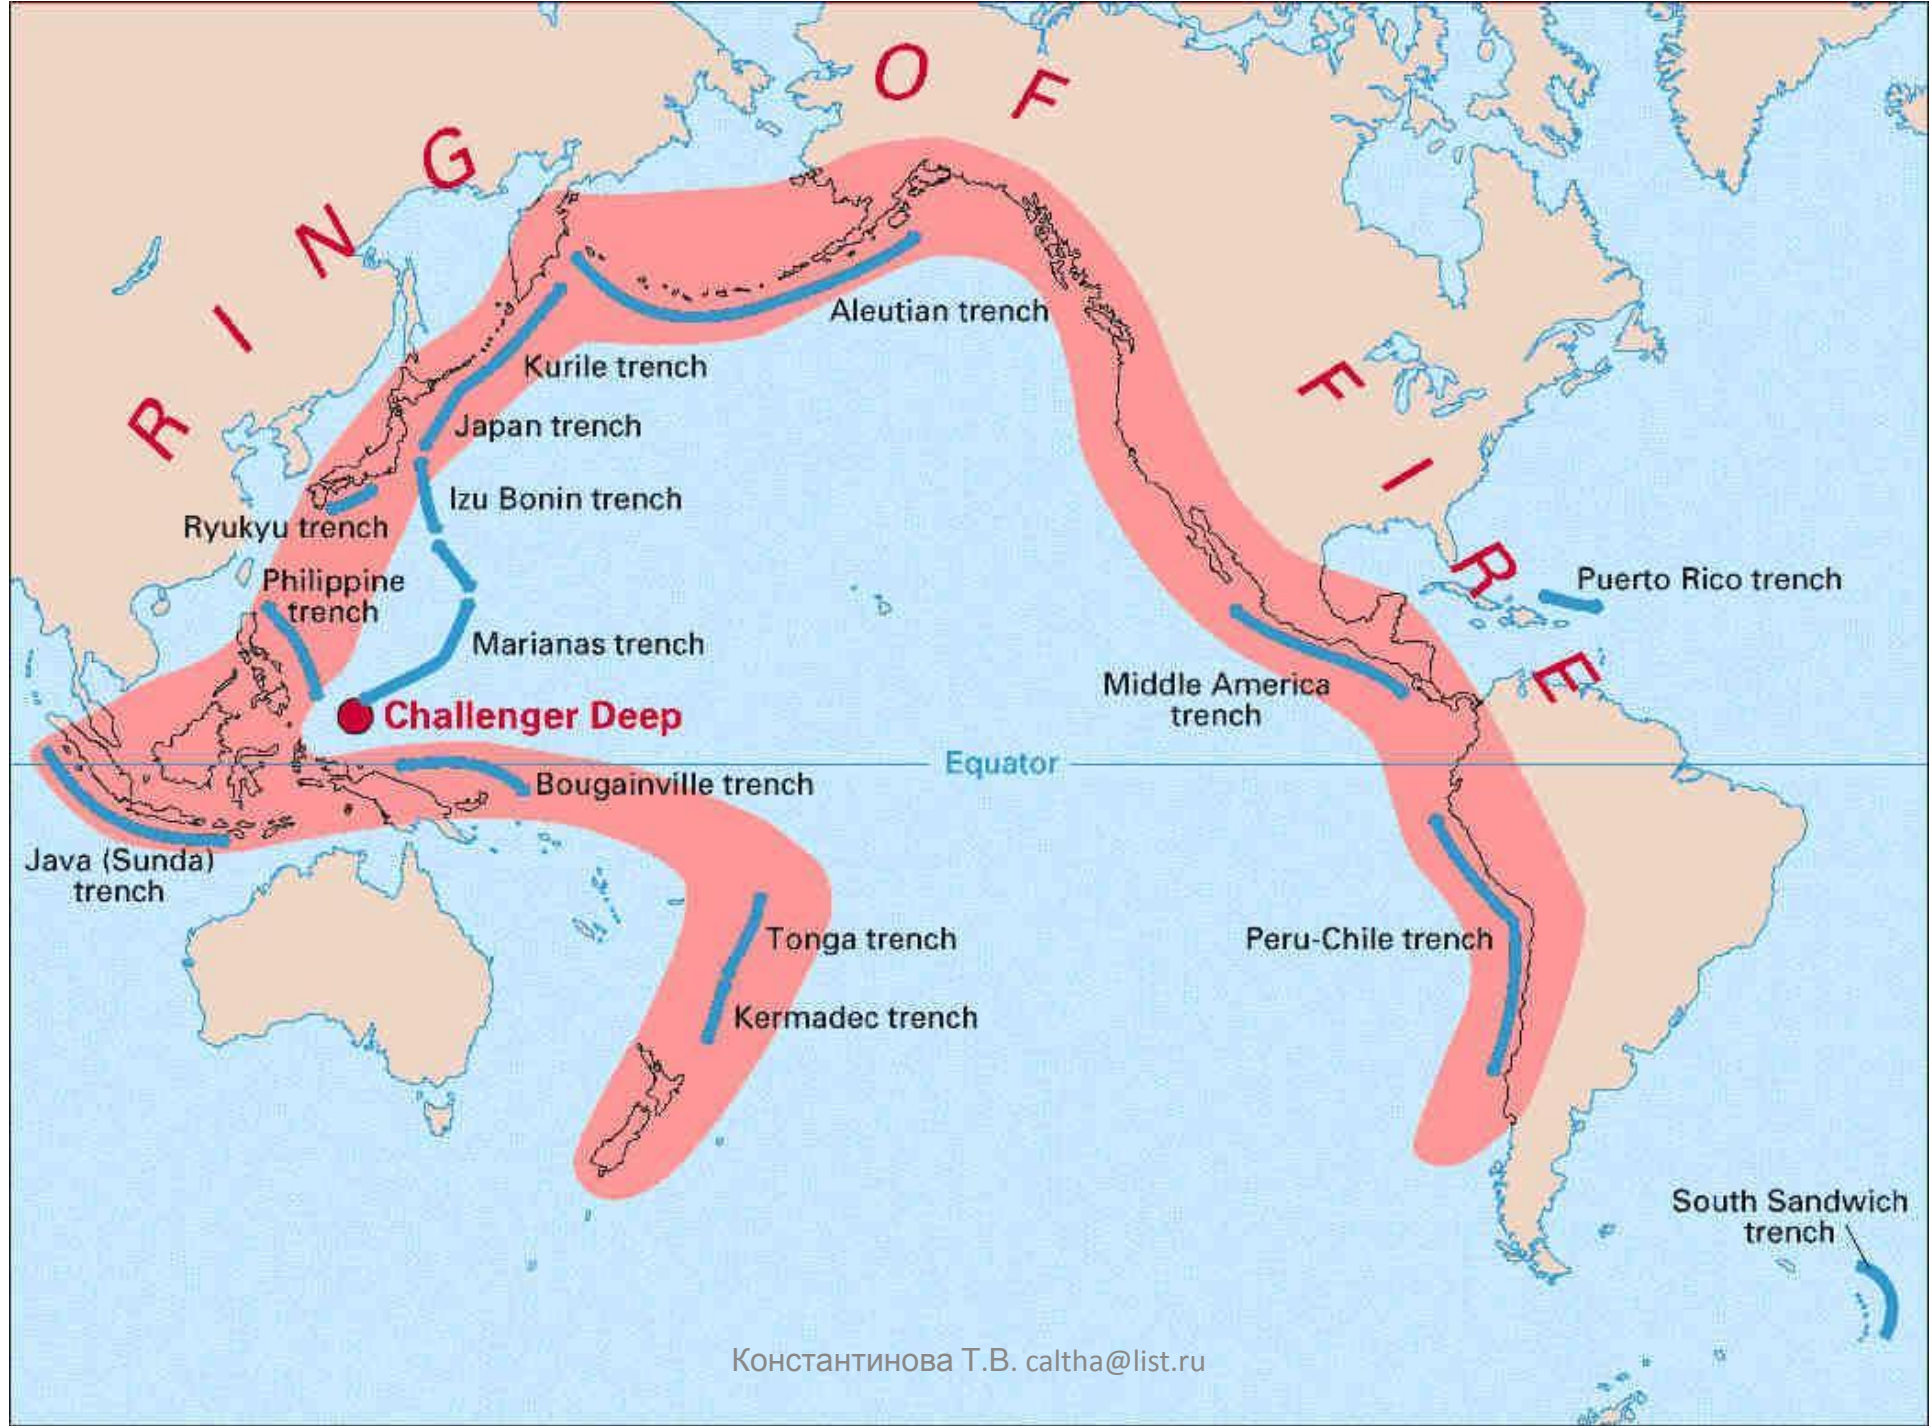 RING OF FIRE
Aleutian trench
Kurile trench
Japan trench
Izu Bonin trench
Ryukyu trench
Philippine
trench
Marianas trench
Challenger Deep
Puerto Rico trench
Middle America
trench
Equator
Bougainville trench
Java (Sunda)
trench
Tonga trench
Peru-Chile trench
Kermadec trench
South Sandwich
trench
Константинова Т.В. caltha@list.ru